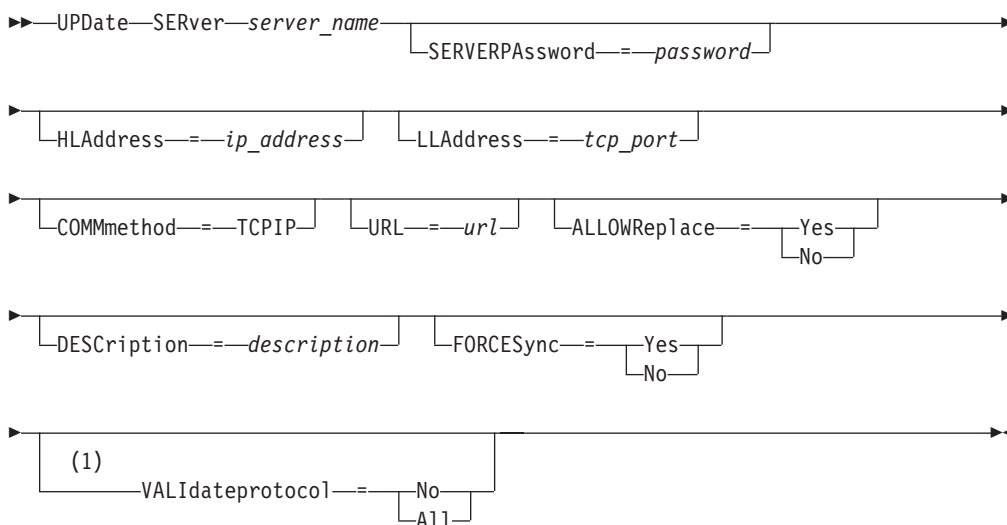 UPDate SERver server_name
SERVERPAssword = password
HLAddress = ip_address LLAddress = tcp_port
COMMmethod = TCPIP URL = url ALLOWReplace = Yes
No
DESCription = description FORCESync = Yes
No
(1)
VALIdateprotocol = No
All